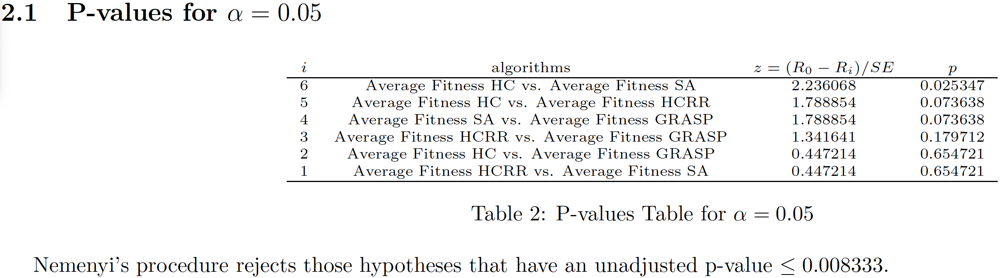 2.1 P-values for α = 0.05
i algorithms z = (R₀ − Rᵢ)/SE p
6 Average Fitness HC vs. Average Fitness SA 2.236068 0.025347
5 Average Fitness HC vs. Average Fitness HCRR 1.788854 0.073638
4 Average Fitness SA vs. Average Fitness GRASP 1.788854 0.073638
3 Average Fitness HCRR vs. Average Fitness GRASP 1.341641 0.179712
2 Average Fitness HC vs. Average Fitness GRASP 0.447214 0.654721
1 Average Fitness HCRR vs. Average Fitness SA 0.447214 0.654721
Table 2: P-values Table for α = 0.05
Nemenyi’s procedure rejects those hypotheses that have an unadjusted p-value ≤ 0.008333.